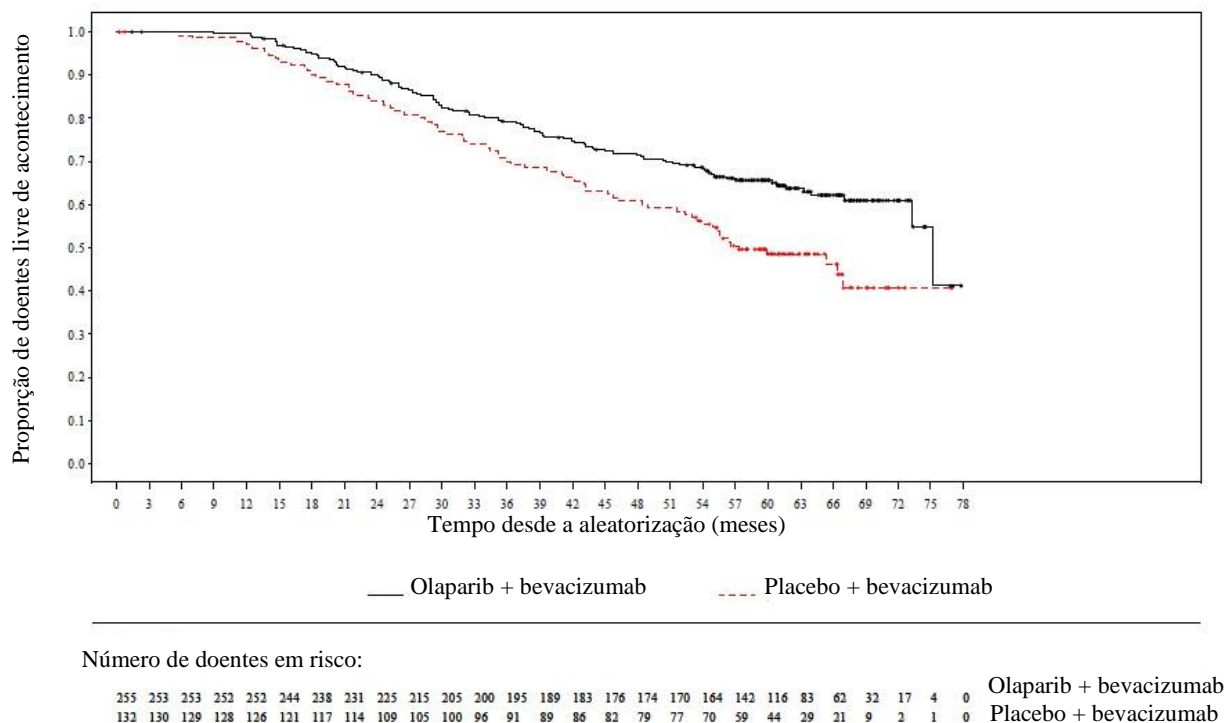 Proporção de doentes livre de acontecimento
1.0
0.9
0.8
0.7
0.6
0.5
0.4
0.3
0.2
0.1
0.0
0 3 6 9 12 15 18 21 24 27 30 33 36 39 42 45 48 51 54 57 60 63 66 69 72 75 78
Tempo desde a aleatorização (meses)
Olaparib + bevacizumab Placebo + bevacizumab
Número de doentes em risco:
255 253 253 252 252 244 238 231 225 215 205 200 195 189 183 176 174 170 164 142 116 83 62 32 17 4 0 Olaparib + bevacizumab
132 130 129 128 126 121 117 114 109 105 100 96 91 89 86 82 79 77 70 59 44 29 21 9 2 1 0 Placebo + bevacizumab